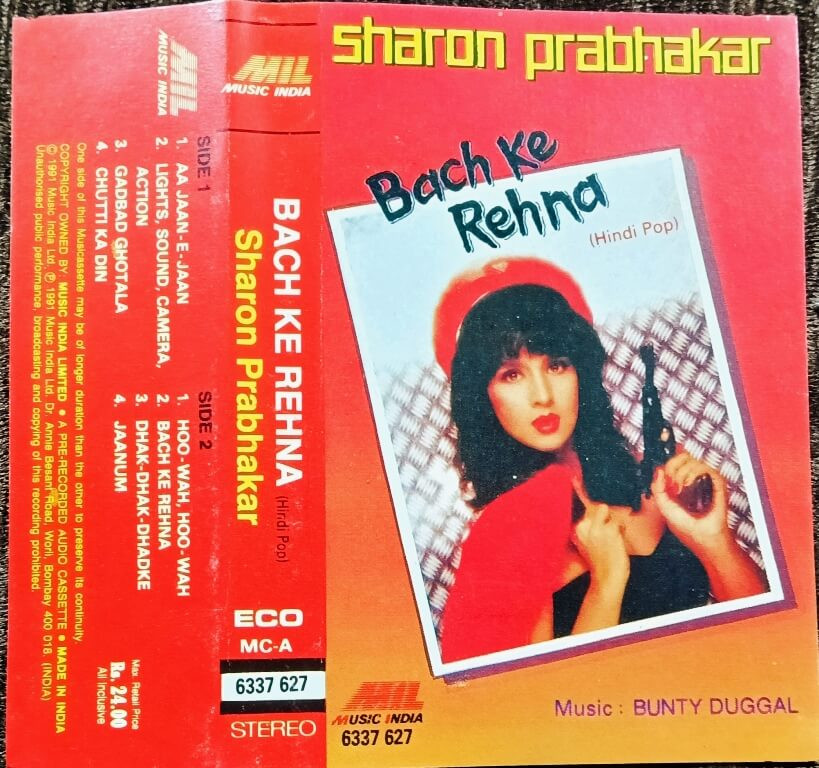 MIL
MUSIC INDIA
SIDE 1
1. AA JAAN-E-JAAN
2. LIGHTS, SOUND, CAMERA,
ACTION
3. GADBAD GHOTALA
4. CHUTTI KA DIN
SIDE 2
1. HOO-WAH, HOO-WAH
2. BACH KE REHNA
3. DHAK-DHAK-DHADKE
4. JAANUM
One side of this Musicassette may be of longer duration than the other to preserve its continuity.
COPYRIGHT OWNED BY MUSIC INDIA LIMITED • A PRE-RECORDED AUDIO CASSETTE • MADE IN INDIA
© 1991 Music India Ltd. ℗ 1991 Music India Ltd. Dr. Annie Besant Road, Worli, Bombay 400 018. (INDIA)
Unauthorised public performance, broadcasting and copying of this recording prohibited.
Max. Retail Price
Rs. 24.00
All Inclusive
MIL
MUSIC INDIA
BACH KE REHNA
(Hindi Pop)
Sharon Prabhakar
ECO
MC-A
6337 627
STEREO
sharon prabhakar
Bach Ke
Rehna
(Hindi Pop)
MIL
MUSIC INDIA
6337 627
Music : BUNTY DUGGAL